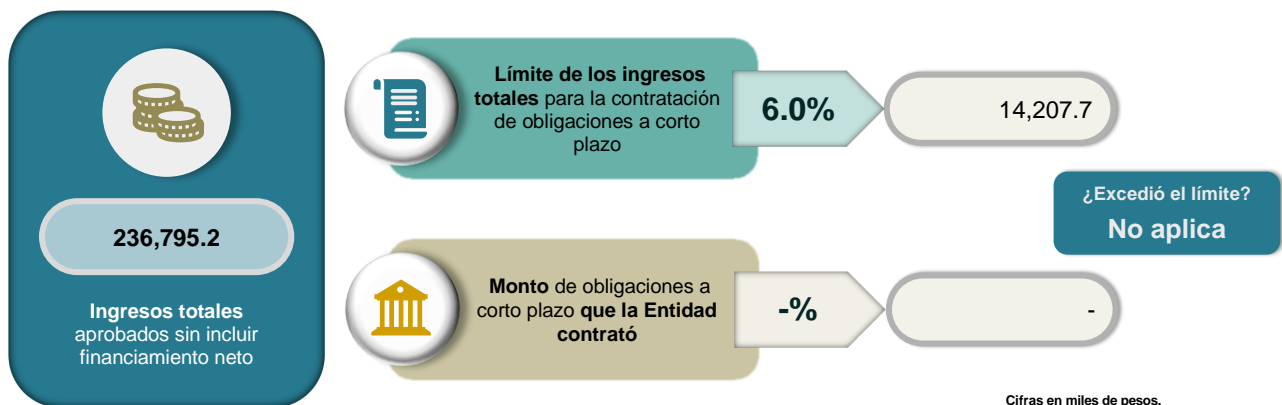 236,795.2
Ingresos totales
aprobados sin incluir
financiamiento neto
Límite de los ingresos
totales para la contratación
de obligaciones a corto
plazo
6.0%
14,207.7
¿Excedió el límite?
No aplica
Monto de obligaciones a
corto plazo que la Entidad
contrató
-%
-
Cifras en miles de pesos.